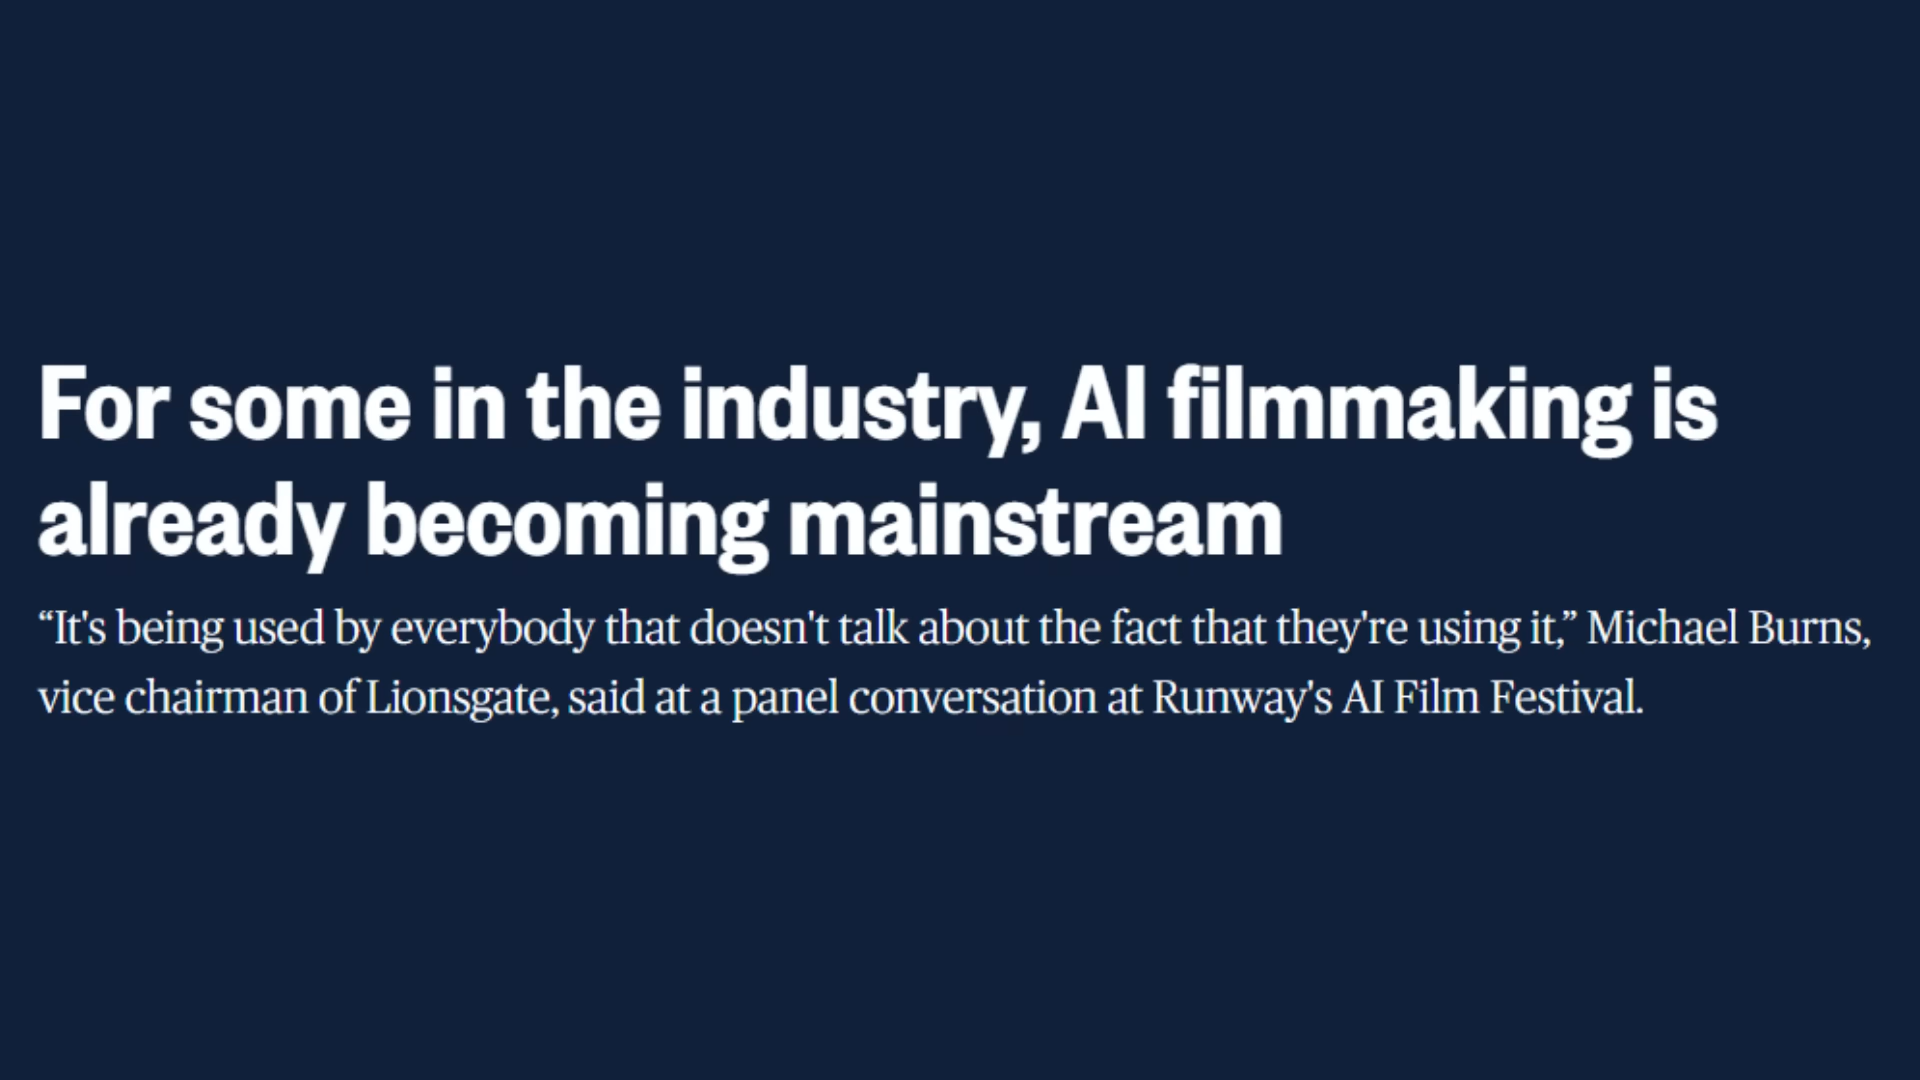 For some in the industry, AI filmmaking is
already becoming mainstream
“It's being used by everybody that doesn't talk about the fact that they're using it,” Michael Burns,
vice chairman of Lionsgate, said at a panel conversation at Runway's AI Film Festival.